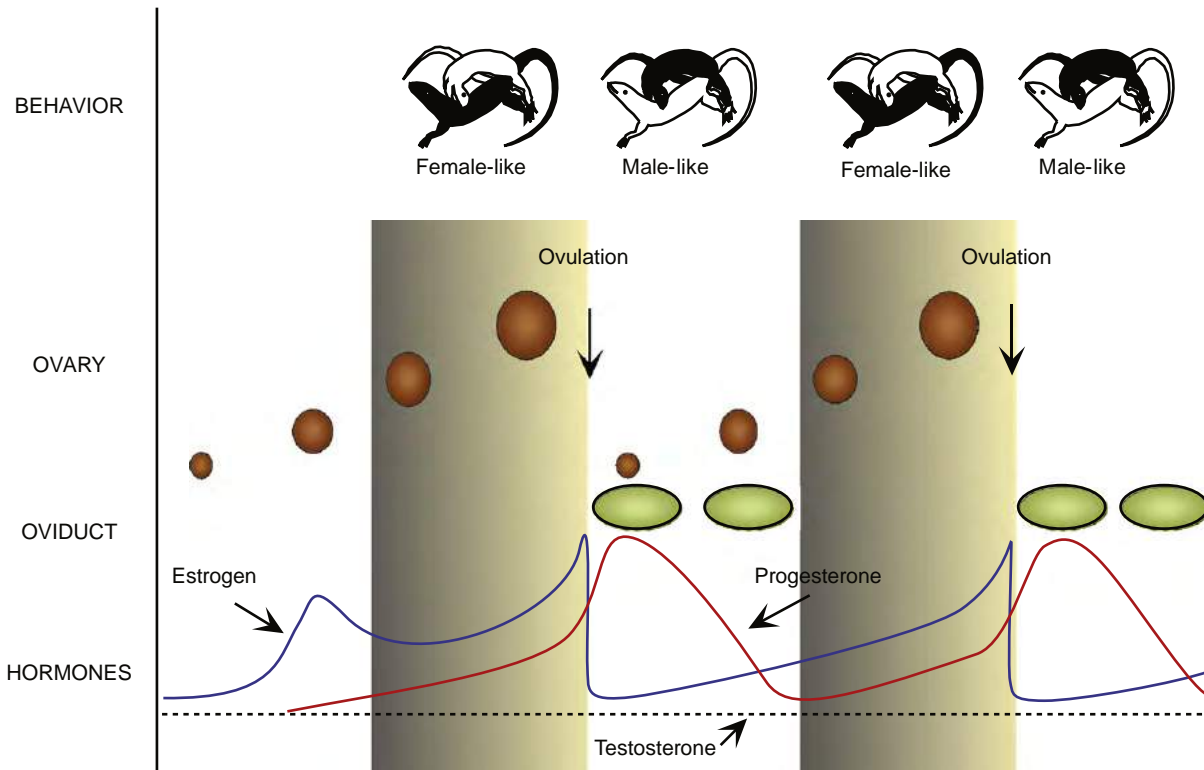 BEHAVIOR
Female-like Male-like Female-like Male-like
Ovulation Ovulation
OVARY
OVIDUCT
Estrogen Progesterone
HORMONES
Testosterone